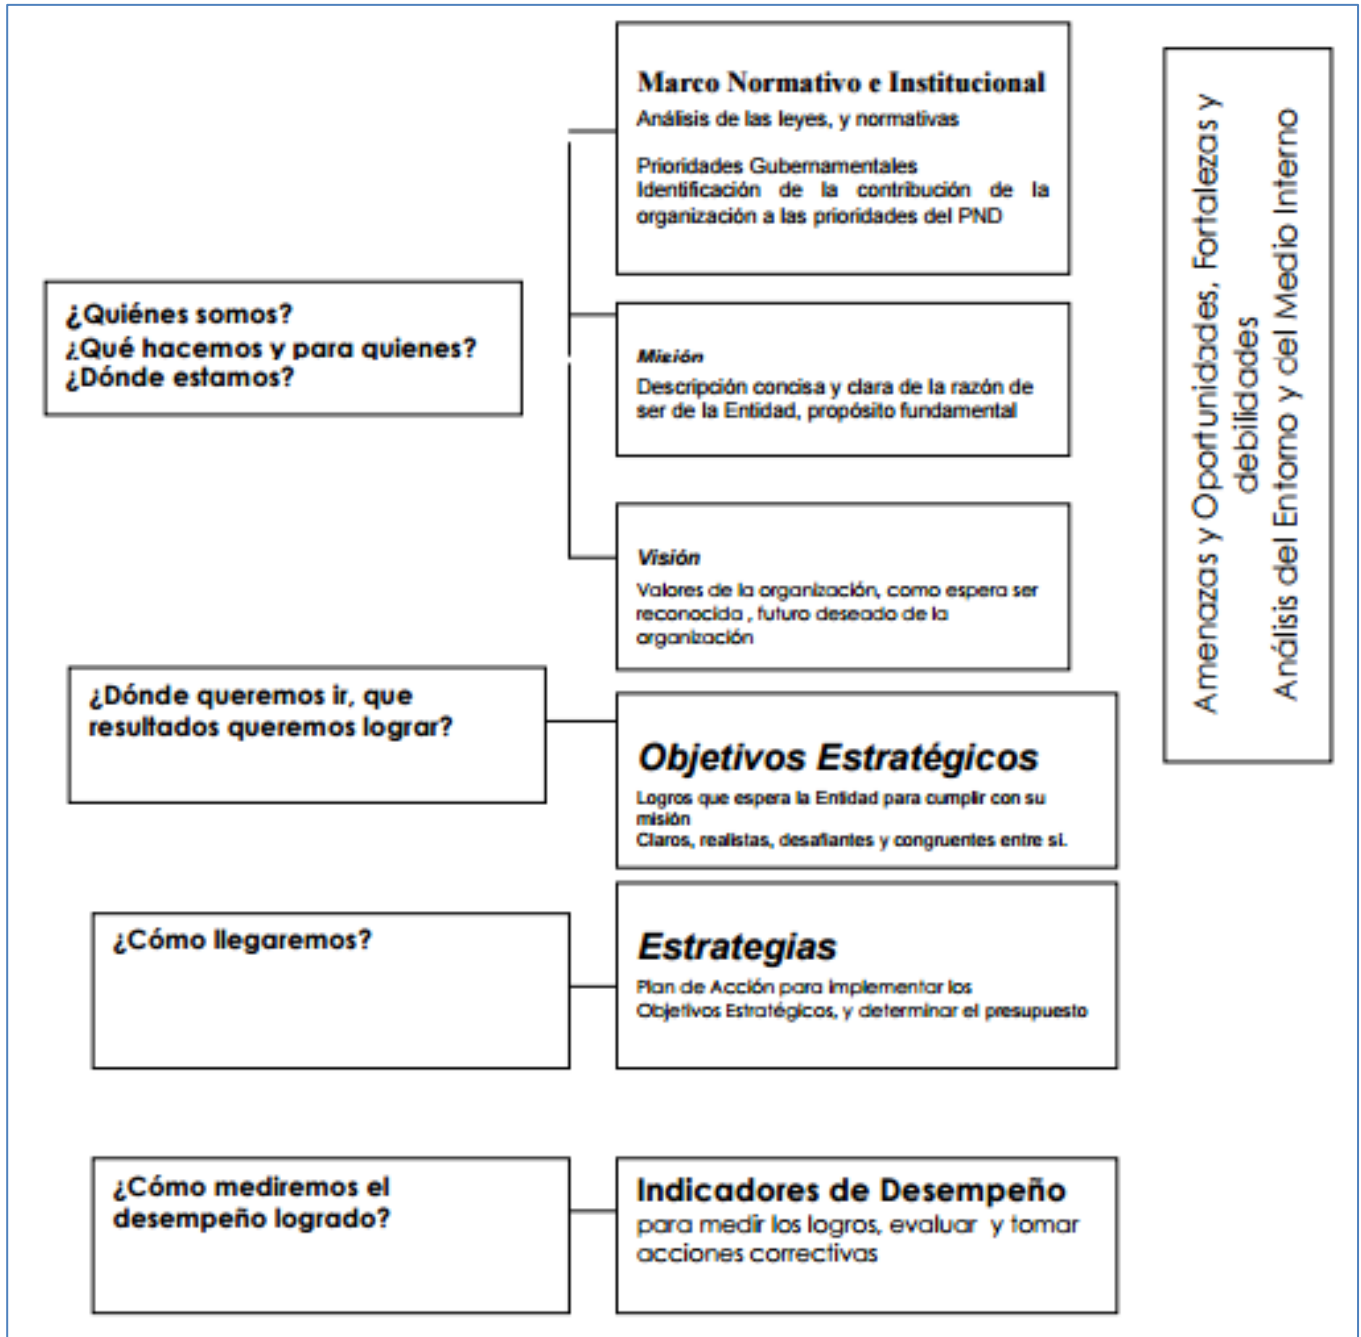 Marco Normativo e Institucional
Análisis de las leyes, y normativas
Prioridades Gubernamentales
Identificación de la contribución de la
organización a las prioridades del PND
¿Quiénes somos?
¿Qué hacemos y para quienes?
¿Dónde estamos?
Misión
Descripción concisa y clara de la razón de
ser de la Entidad, propósito fundamental
Visión
Valores de la organización, como espera ser
reconocida , futuro deseado de la
organización
Amenazas y Oportunidades, Fortalezas y
debilidades
Análisis del Entorno y del Medio Interno
¿Dónde queremos ir, que
resultados queremos lograr?
Objetivos Estratégicos
Logros que espera la Entidad para cumplir con su
misión
Claros, realistas, desafiantes y congruentes entre sí.
¿Cómo llegaremos?
Estrategias
Plan de Acción para implementar los
Objetivos Estratégicos, y determinar el presupuesto
¿Cómo mediremos el
desempeño logrado?
Indicadores de Desempeño
para medir los logros, evaluar y tomar
acciones correctivas